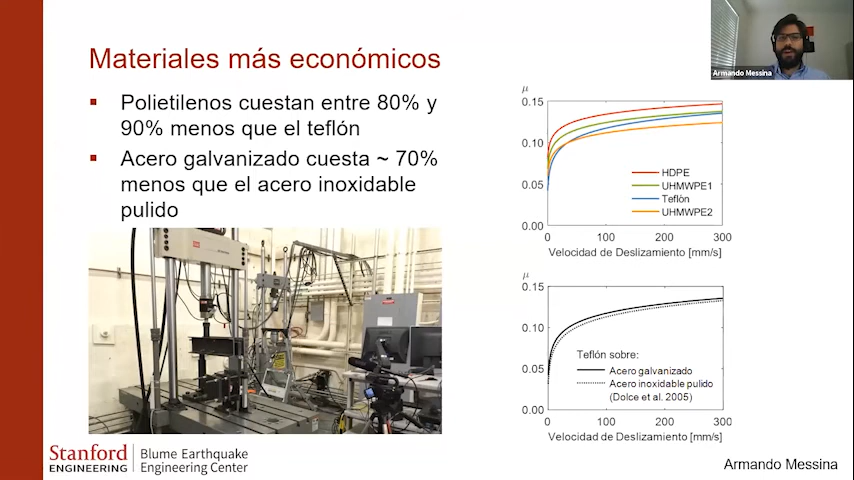 Materiales más económicos
Polietilenos cuestan entre 80% y
90% menos que el teflón
Acero galvanizado cuesta ~ 70%
menos que el acero inoxidable
pulido
Armando Messina
μ
0.15
0.10
0.05
0.00
HDPE
UHMWPE1
Teflón
UHMWPE2
0 100 200 300
Velocidad de Deslizamiento [mm/s]
μ
0.15
0.10
0.05
0.00
Teflón sobre:
Acero galvanizado
Acero inoxidable pulido
(Dolce et al. 2005)
0 100 200 300
Velocidad de Deslizamiento [mm/s]
Stanford
ENGINEERING
Blume Earthquake
Engineering Center
Armando Messina